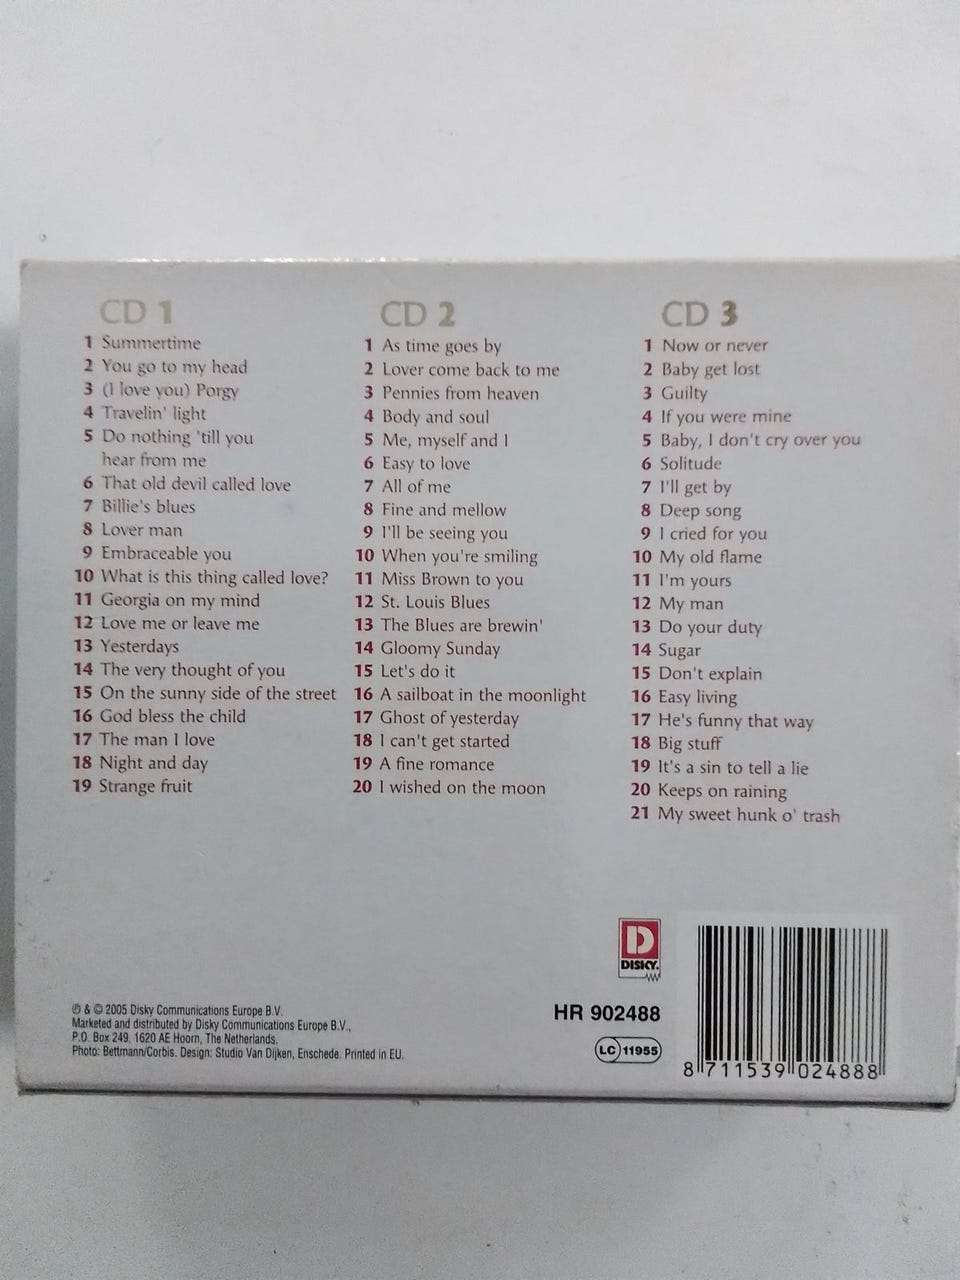 CD 1
1 Summertime
2 You go to my head
3 (I love you) Porgy
4 Travelin' light
5 Do nothing 'till you
hear from me
6 That old devil called love
7 Billie's blues
8 Lover man
9 Embraceable you
10 What is this thing called love?
11 Georgia on my mind
12 Love me or leave me
13 Yesterdays
14 The very thought of you
15 On the sunny side of the street
16 God bless the child
17 The man I love
18 Night and day
19 Strange fruit
CD 2
1 As time goes by
2 Lover come back to me
3 Pennies from heaven
4 Body and soul
5 Me, myself and I
6 Easy to love
7 All of me
8 Fine and mellow
9 I'll be seeing you
10 When you're smiling
11 Miss Brown to you
12 St. Louis Blues
13 The Blues are brewin'
14 Gloomy Sunday
15 Let's do it
16 A sailboat in the moonlight
17 Ghost of yesterday
18 I can't get started
19 A fine romance
20 I wished on the moon
CD 3
1 Now or never
2 Baby get lost
3 Guilty
4 If you were mine
5 Baby, I don't cry over you
6 Solitude
7 I'll get by
8 Deep song
9 I cried for you
10 My old flame
11 I'm yours
12 My man
13 Do your duty
14 Sugar
15 Don't explain
16 Easy living
17 He's funny that way
18 Big stuff
19 It's a sin to tell a lie
20 Keeps on raining
21 My sweet hunk o' trash
℗ & © 2005 Disky Communications Europe B.V.
Marketed and distributed by Disky Communications Europe B.V.,
P.O. Box 249, 1620 AE Hoorn, The Netherlands.
Photo: Bettmann/Corbis. Design: Studio Van Dijken, Enschede. Printed in EU.
D
DISKY.
HR 902488
LC 11955
8 711539 024888